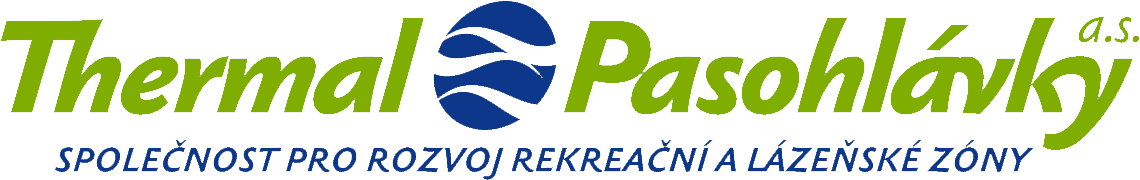 Thermal Pasohlávky a.s.
SPOLEČNOST PRO ROZVOJ REKREAČNÍ A LÁZEŇSKÉ ZÓNY